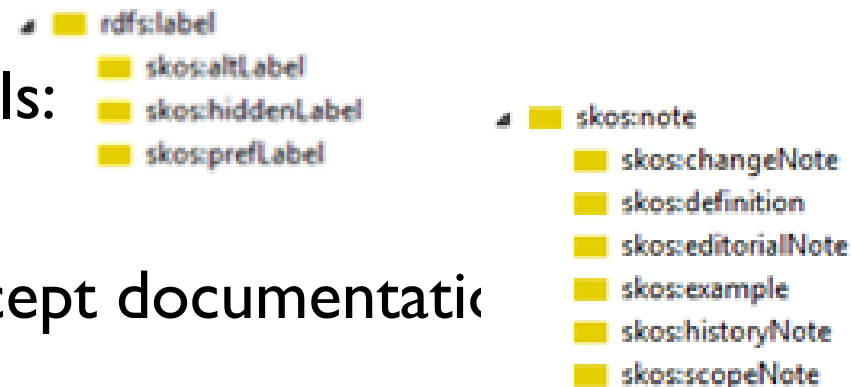 rdfs:label
skos:altLabel
ls:
skos:hiddenLabel
skos:prefLabel
skos:note
skos:changeNote
skos:definition
skos:editorialNote
cept documentatio
skos:example
skos:historyNote
skos:scopeNote